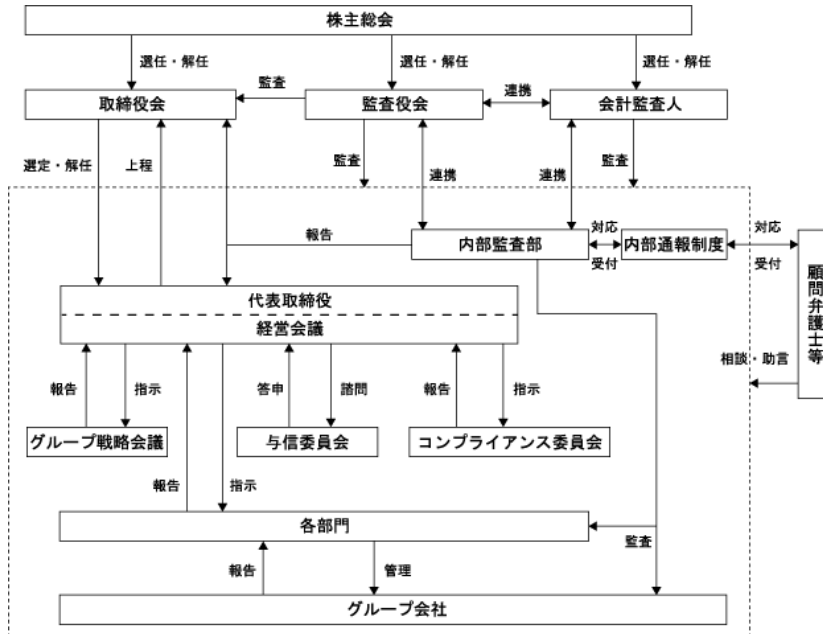 株主総会
選任・解任
選任・解任
選任・解任
取締役会
監査
監査役会
連携
会計監査人
選定・解任
上程
監査
連携
連携
監査
報告
内部監査部
対応
受付
内部通報制度
対応
受付
顧問弁護士等
代表取締役
経営会議
相談・助言
報告
指示
答申
諮問
報告
指示
グループ戦略会議
与信委員会
コンプライアンス委員会
報告
指示
各部門
監査
報告
管理
グループ会社